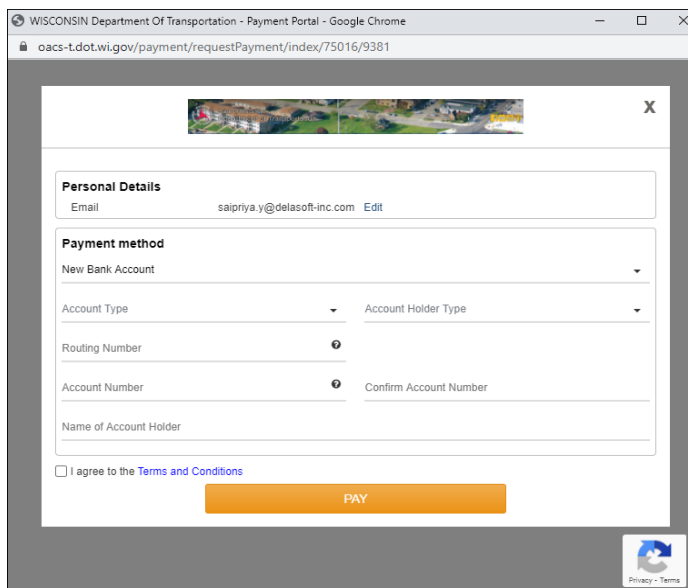 WISCONSIN Department Of Transportation - Payment Portal - Google Chrome
oacs-t.dot.wi.gov/payment/requestPayment/index/75016/9381
X
Personal Details
Email saipriya.y@delasoft-inc.com Edit
Payment method
New Bank Account
Account Type Account Holder Type
Routing Number
Account Number Confirm Account Number
Name of Account Holder
I agree to the Terms and Conditions
PAY
Privacy - Terms